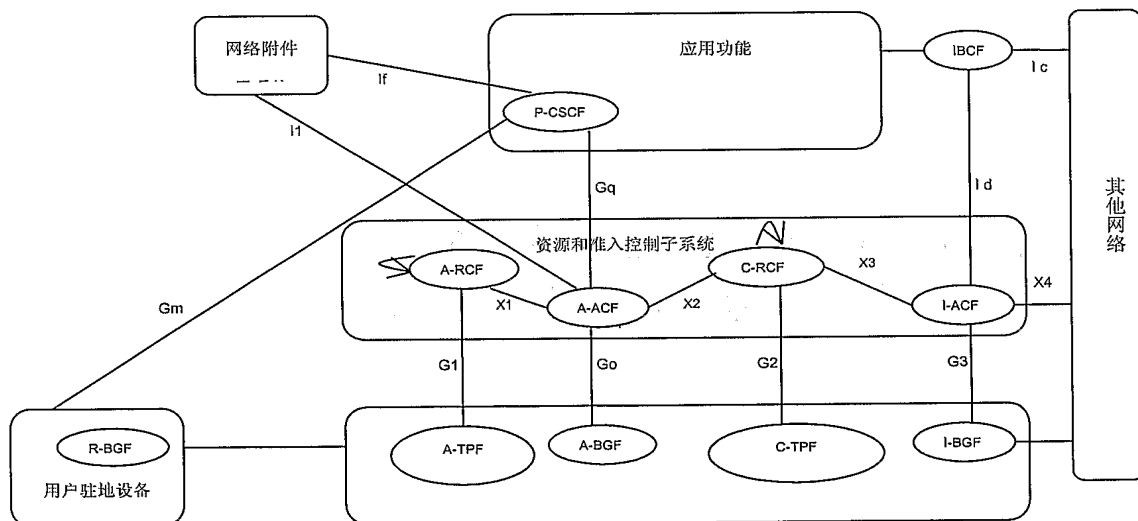 网络附件
应用功能
IBCF
Ic
If
P-CSCF
I1
Gq
Id
其他网络
资源和准入控制子系统
A-RCF
C-RCF
X3
X1
A-ACF
X2
I-ACF
X4
Gm
G1
Go
G2
G3
R-BGF
A-TPF
A-BGF
C-TPF
I-BGF
用户驻地设备